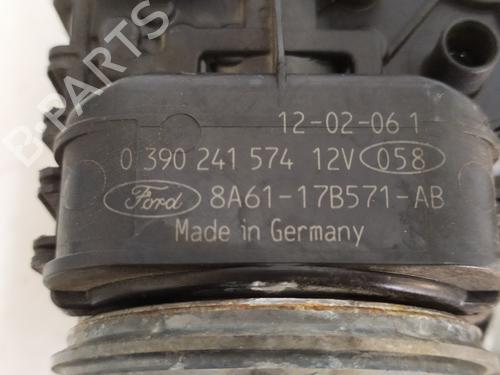 12-02-06 1
0 390 241 574 12V 058
Ford 8A61-17B571-AB
Made in Germany
B-PARTS